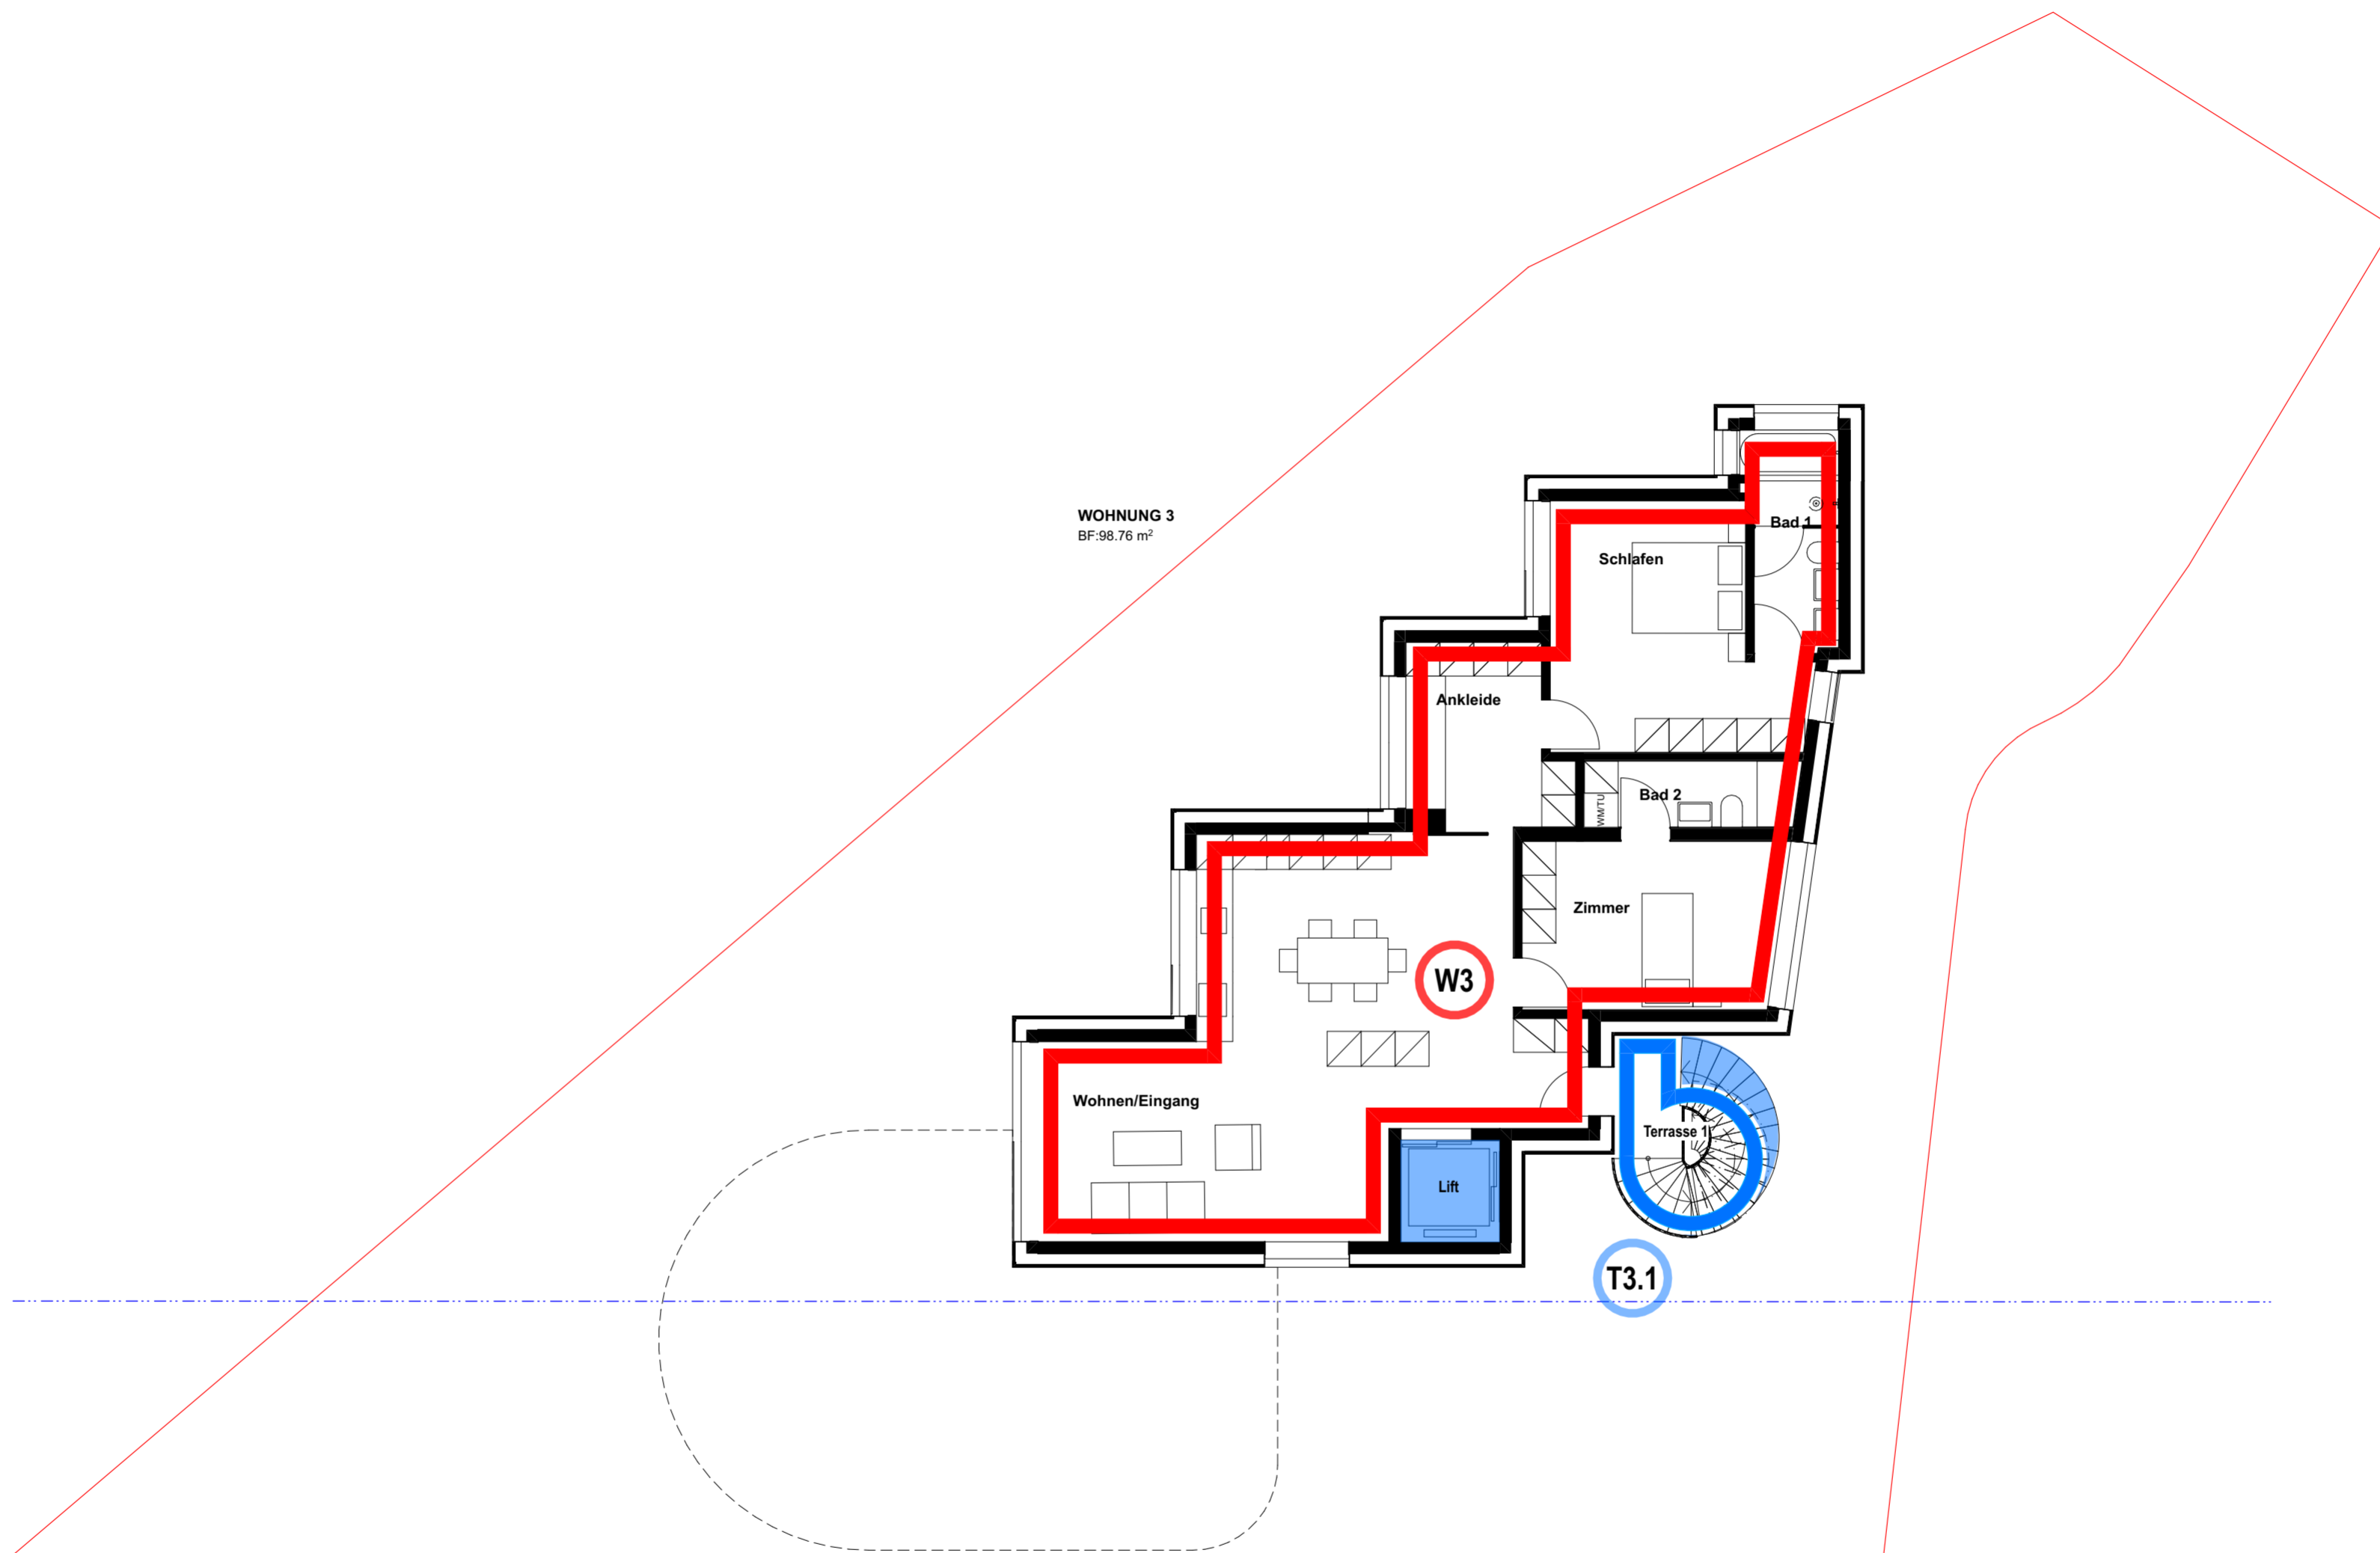 WOHNUNG 3
BF:98.76 m²
Bad 1
Schlafen
Ankleide
Bad 2
WM/TU
Zimmer
W3
Wohnen/Eingang
Terrasse 1
Lift
T3.1